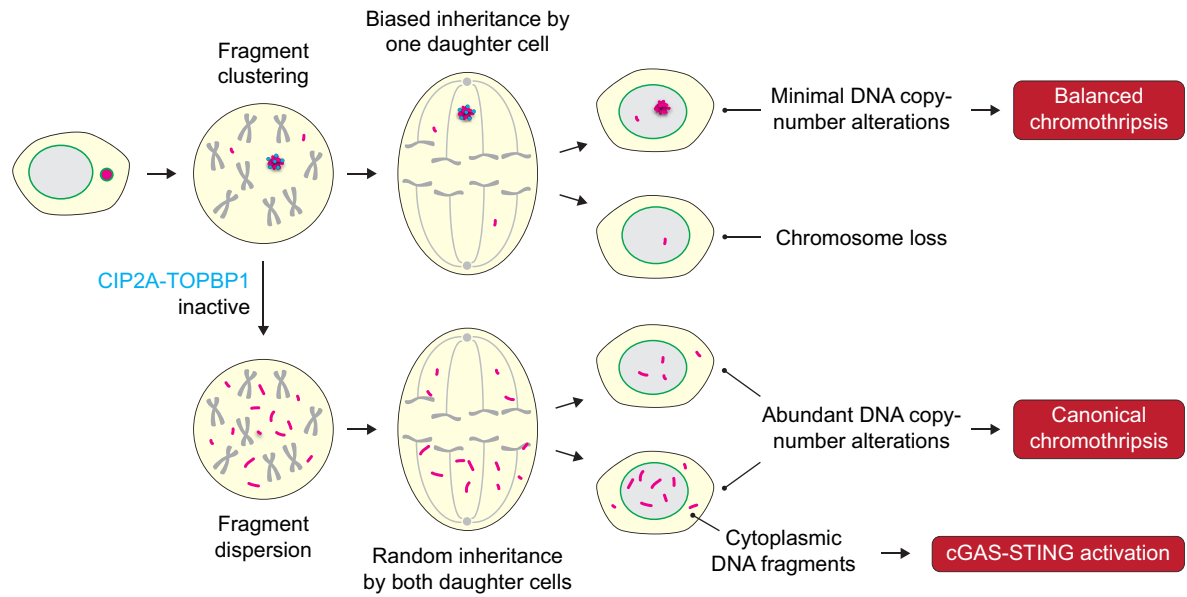 Biased inheritance by
one daughter cell
Fragment
clustering
Minimal DNA copy-
number alterations
Balanced
chromothripsis
Chromosome loss
CIP2A-TOPBP1
inactive
Abundant DNA copy-
number alterations
Canonical
chromothripsis
Fragment
dispersion
Random inheritance
by both daughter cells
Cytoplasmic
DNA fragments
cGAS-STING activation